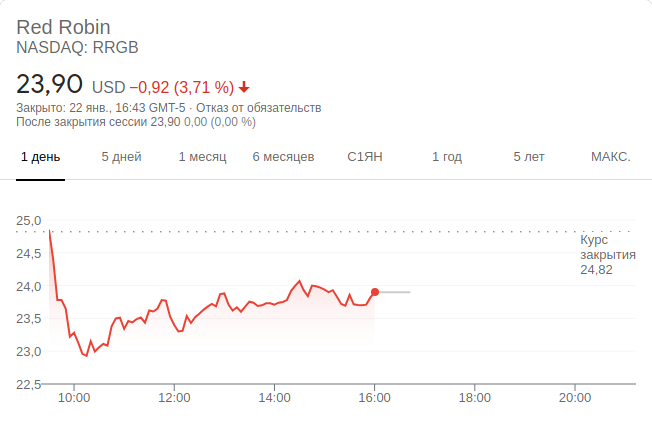 Red Robin
NASDAQ: RRGB
23,90 USD −0,92 (3,71 %)
Закрыто: 22 янв., 16:43 GMT-5 · Отказ от обязательств
После закрытия сессии 23,90 0,00 (0,00 %)
1 день 5 дней 1 месяц 6 месяцев С1ЯН 1 год 5 лет МАКС.
25,0
Курс
закрытия
24,82
24,5
24,0
23,5
23,0
22,5
10:00 12:00 14:00 16:00 18:00 20:00